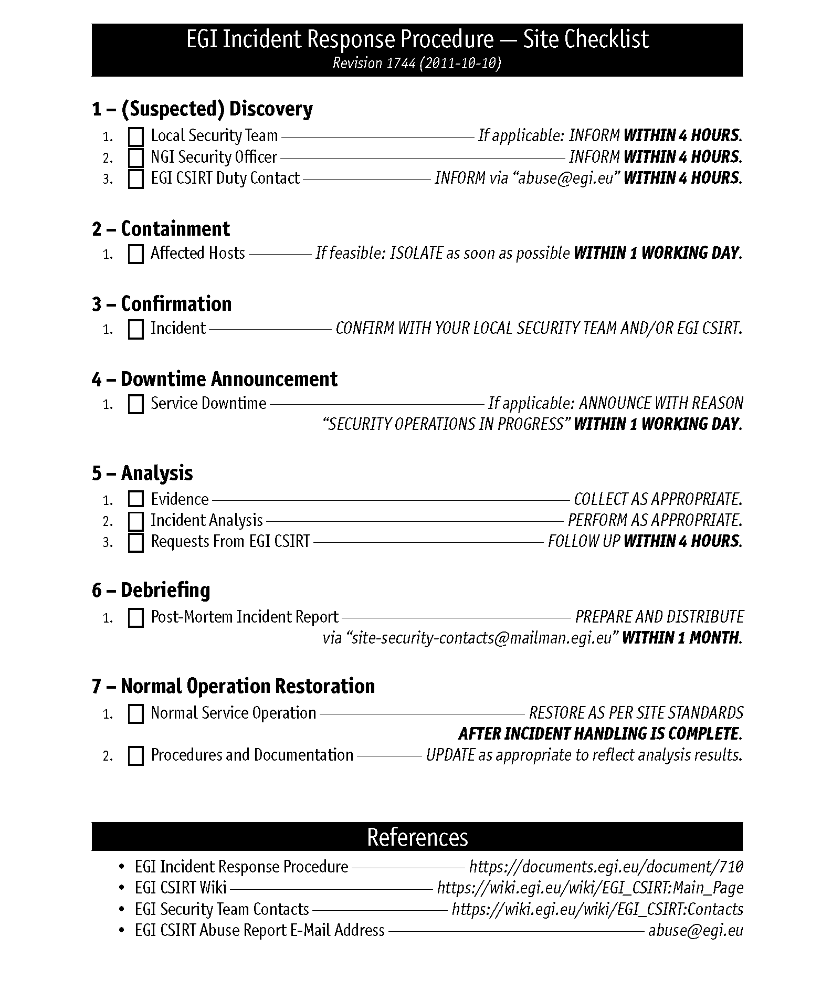 EGI Incident Response Procedure — Site Checklist
Revision 1744 (2011-10-10)
1 – (Suspected) Discovery
1. Local Security Team If applicable: INFORM WITHIN 4 HOURS.
2. NGI Security Officer INFORM WITHIN 4 HOURS.
3. EGI CSIRT Duty Contact INFORM via “abuse@egi.eu” WITHIN 4 HOURS.
2 – Containment
1. Affected Hosts If feasible: ISOLATE as soon as possible WITHIN 1 WORKING DAY.
3 – Confirmation
1. Incident CONFIRM WITH YOUR LOCAL SECURITY TEAM AND/OR EGI CSIRT.
4 – Downtime Announcement
1. Service Downtime If applicable: ANNOUNCE WITH REASON
“SECURITY OPERATIONS IN PROGRESS” WITHIN 1 WORKING DAY.
5 – Analysis
1. Evidence COLLECT AS APPROPRIATE.
2. Incident Analysis PERFORM AS APPROPRIATE.
3. Requests From EGI CSIRT FOLLOW UP WITHIN 4 HOURS.
6 – Debriefing
1. Post-Mortem Incident Report PREPARE AND DISTRIBUTE
via “site-security-contacts@mailman.egi.eu” WITHIN 1 MONTH.
7 – Normal Operation Restoration
1. Normal Service Operation RESTORE AS PER SITE STANDARDS
AFTER INCIDENT HANDLING IS COMPLETE.
2. Procedures and Documentation UPDATE as appropriate to reflect analysis results.
References
• EGI Incident Response Procedure https://documents.egi.eu/document/710
• EGI CSIRT Wiki https://wiki.egi.eu/wiki/EGI_CSIRT:Main_Page
• EGI Security Team Contacts https://wiki.egi.eu/wiki/EGI_CSIRT:Contacts
• EGI CSIRT Abuse Report E-Mail Address abuse@egi.eu